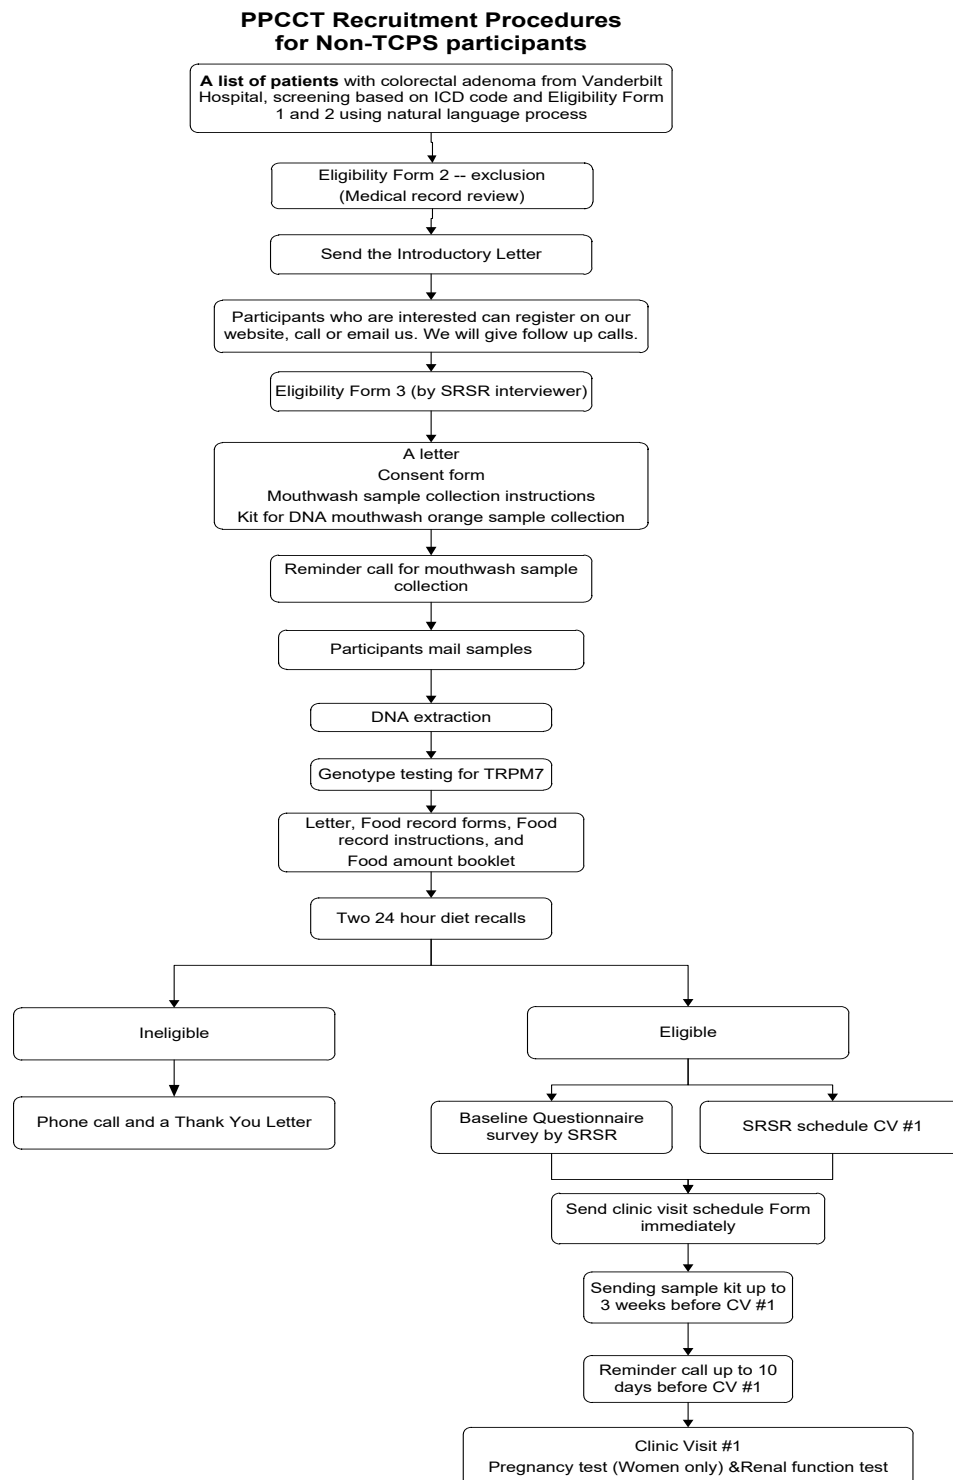 PPCCT Recruitment Procedures
for Non-TCPS participants
A list of patients with colorectal adenoma from Vanderbilt
Hospital, screening based on ICD code and Eligibility Form
1 and 2 using natural language process
Eligibility Form 2 -- exclusion
(Medical record review)
Send the Introductory Letter
Participants who are interested can register on our
website, call or email us. We will give follow up calls.
Eligibility Form 3 (by SRSR interviewer)
A letter
Consent form
Mouthwash sample collection instructions
Kit for DNA mouthwash orange sample collection
Reminder call for mouthwash sample
collection
Participants mail samples
DNA extraction
Genotype testing for TRPM7
Letter, Food record forms, Food
record instructions, and
Food amount booklet
Two 24 hour diet recalls
Ineligible
Eligible
Phone call and a Thank You Letter
Baseline Questionnaire
survey by SRSR
SRSR schedule CV #1
Send clinic visit schedule Form
immediately
Sending sample kit up to
3 weeks before CV #1
Reminder call up to 10
days before CV #1
Clinic Visit #1
Pregnancy test (Women only) &Renal function test